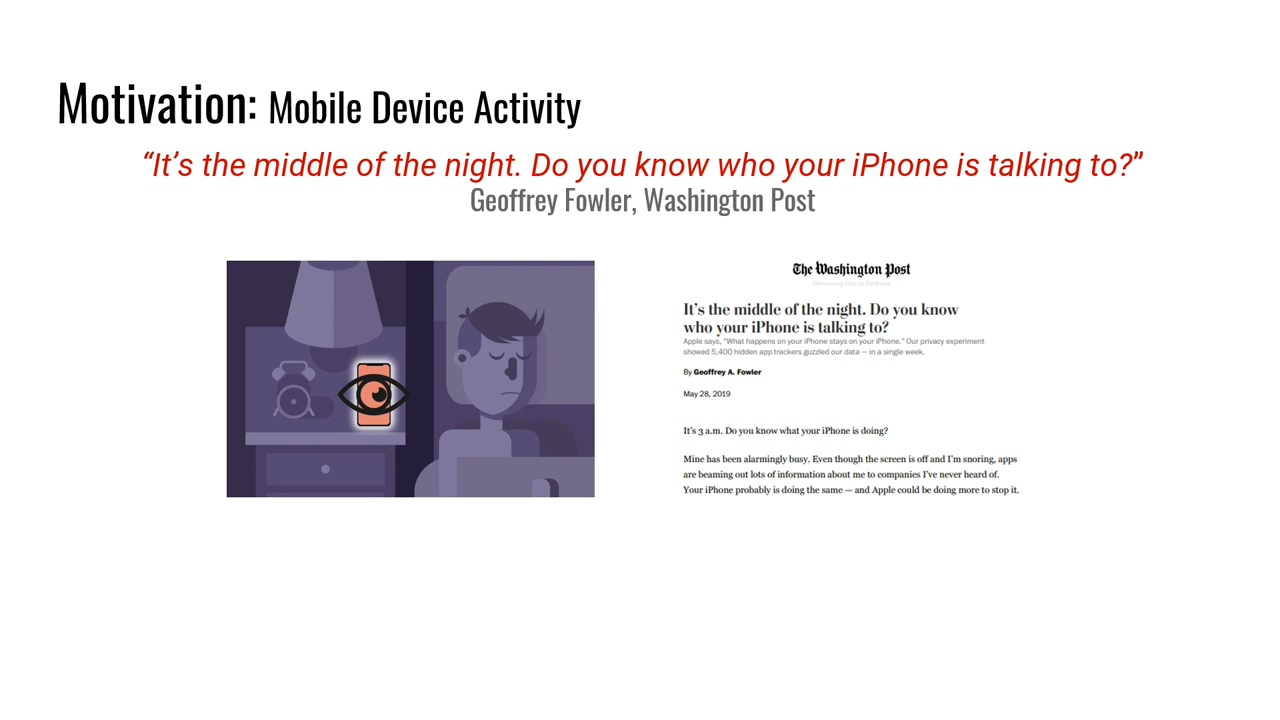 Motivation: Mobile Device Activity
“It’s the middle of the night. Do you know who your iPhone is talking to?”
Geoffrey Fowler, Washington Post
The Washington Post
Democracy Dies in Darkness
It’s the middle of the night. Do you know
who your iPhone is talking to?
Apple says, “What happens on your iPhone stays on your iPhone.” Our privacy experiment
showed 5,400 hidden app trackers guzzled our data — in a single week.
By Geoffrey A. Fowler
May 28, 2019
It’s 3 a.m. Do you know what your iPhone is doing?
Mine has been alarmingly busy. Even though the screen is off and I’m snoring, apps
are beaming out lots of information about me to companies I’ve never heard of.
Your iPhone probably is doing the same — and Apple could be doing more to stop it.